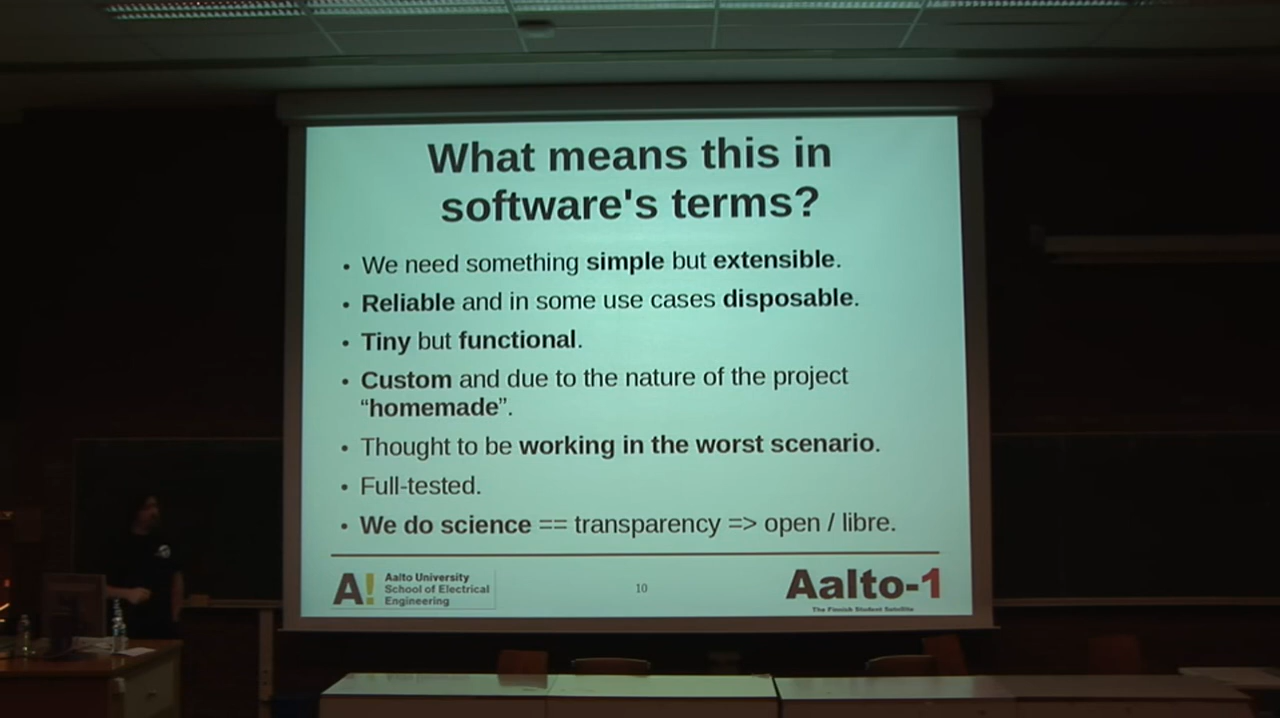 What means this in
software's terms?
• We need something simple but extensible.
• Reliable and in some use cases disposable.
• Tiny but functional.
• Custom and due to the nature of the project
“homemade”.
• Thought to be working in the worst scenario.
• Full-tested.
• We do science == transparency => open / libre.
A! Aalto University
School of Electrical
Engineering
10
Aalto-1
The Finnish Student Satellite